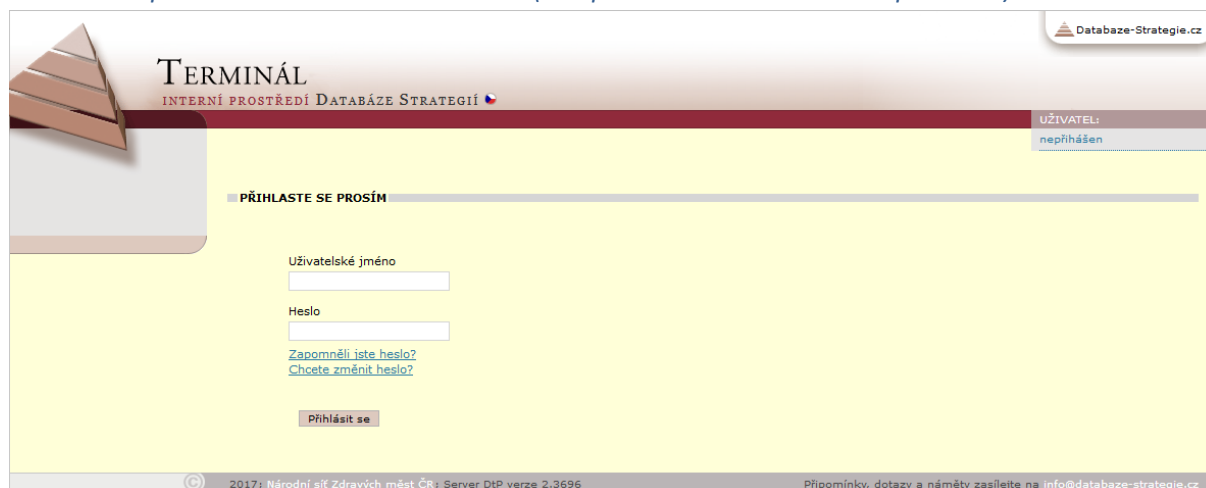 Databaze-Strategie.cz
TERMINÁL
INTERNÍ PROSTŘEDÍ DATABÁZE STRATEGIÍ
UŽIVATEL:
nepřihášen
PŘIHLASTE SE PROSÍM
Uživatelské jméno
Heslo
Zapomněli jste heslo?
Chcete změnit heslo?
Přihlásit se
© 2017; Národní síť Zdravých měst ČR; Server DtP verze 2.3696 Připomínky, dotazy a náměty zasílejte na info@databaze-strategie.cz